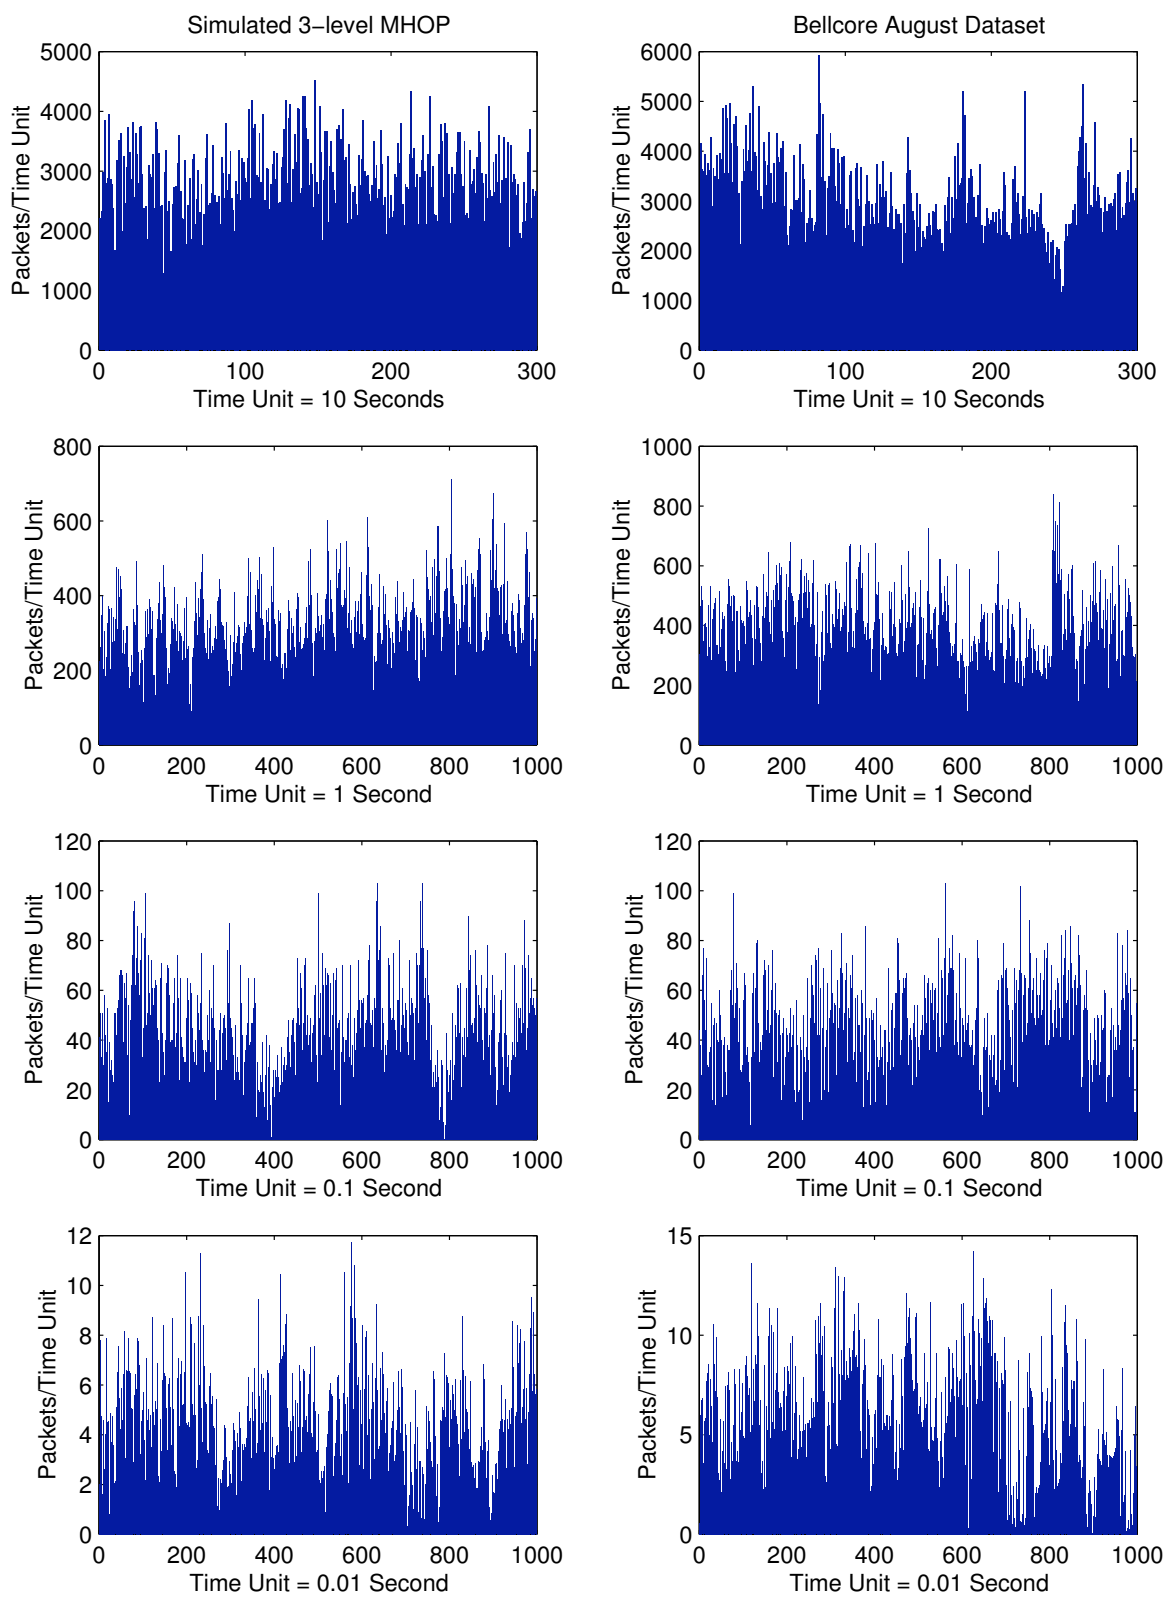 Simulated 3−level MHOP
5000
4000
3000
2000
1000
0
Packets/Time Unit
0 100 200 300
Time Unit = 10 Seconds
Bellcore August Dataset
6000
5000
4000
3000
2000
1000
0
Packets/Time Unit
0 100 200 300
Time Unit = 10 Seconds
800
600
400
200
0
Packets/Time Unit
0 200 400 600 800 1000
Time Unit = 1 Second
1000
800
600
400
200
0
Packets/Time Unit
0 200 400 600 800 1000
Time Unit = 1 Second
120
100
80
60
40
20
0
Packets/Time Unit
0 200 400 600 800 1000
Time Unit = 0.1 Second
120
100
80
60
40
20
0
Packets/Time Unit
0 200 400 600 800 1000
Time Unit = 0.1 Second
12
10
8
6
4
2
0
Packets/Time Unit
0 200 400 600 800 1000
Time Unit = 0.01 Second
15
10
5
0
Packets/Time Unit
0 200 400 600 800 1000
Time Unit = 0.01 Second